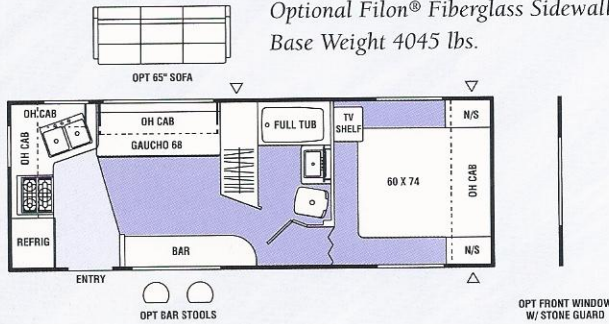 Optional Filon® Fiberglass Sidewall
Base Weight 4045 lbs.
OPT 65" SOFA
OH CAB
OH CAB
OH CAB
GAUCHO 68
FULL TUB
TV
SHELF
N/S
60 X 74
OH CAB
REFRIG
BAR
N/S
ENTRY
OPT BAR STOOLS
OPT FRONT WINDOW
W/ STONE GUARD